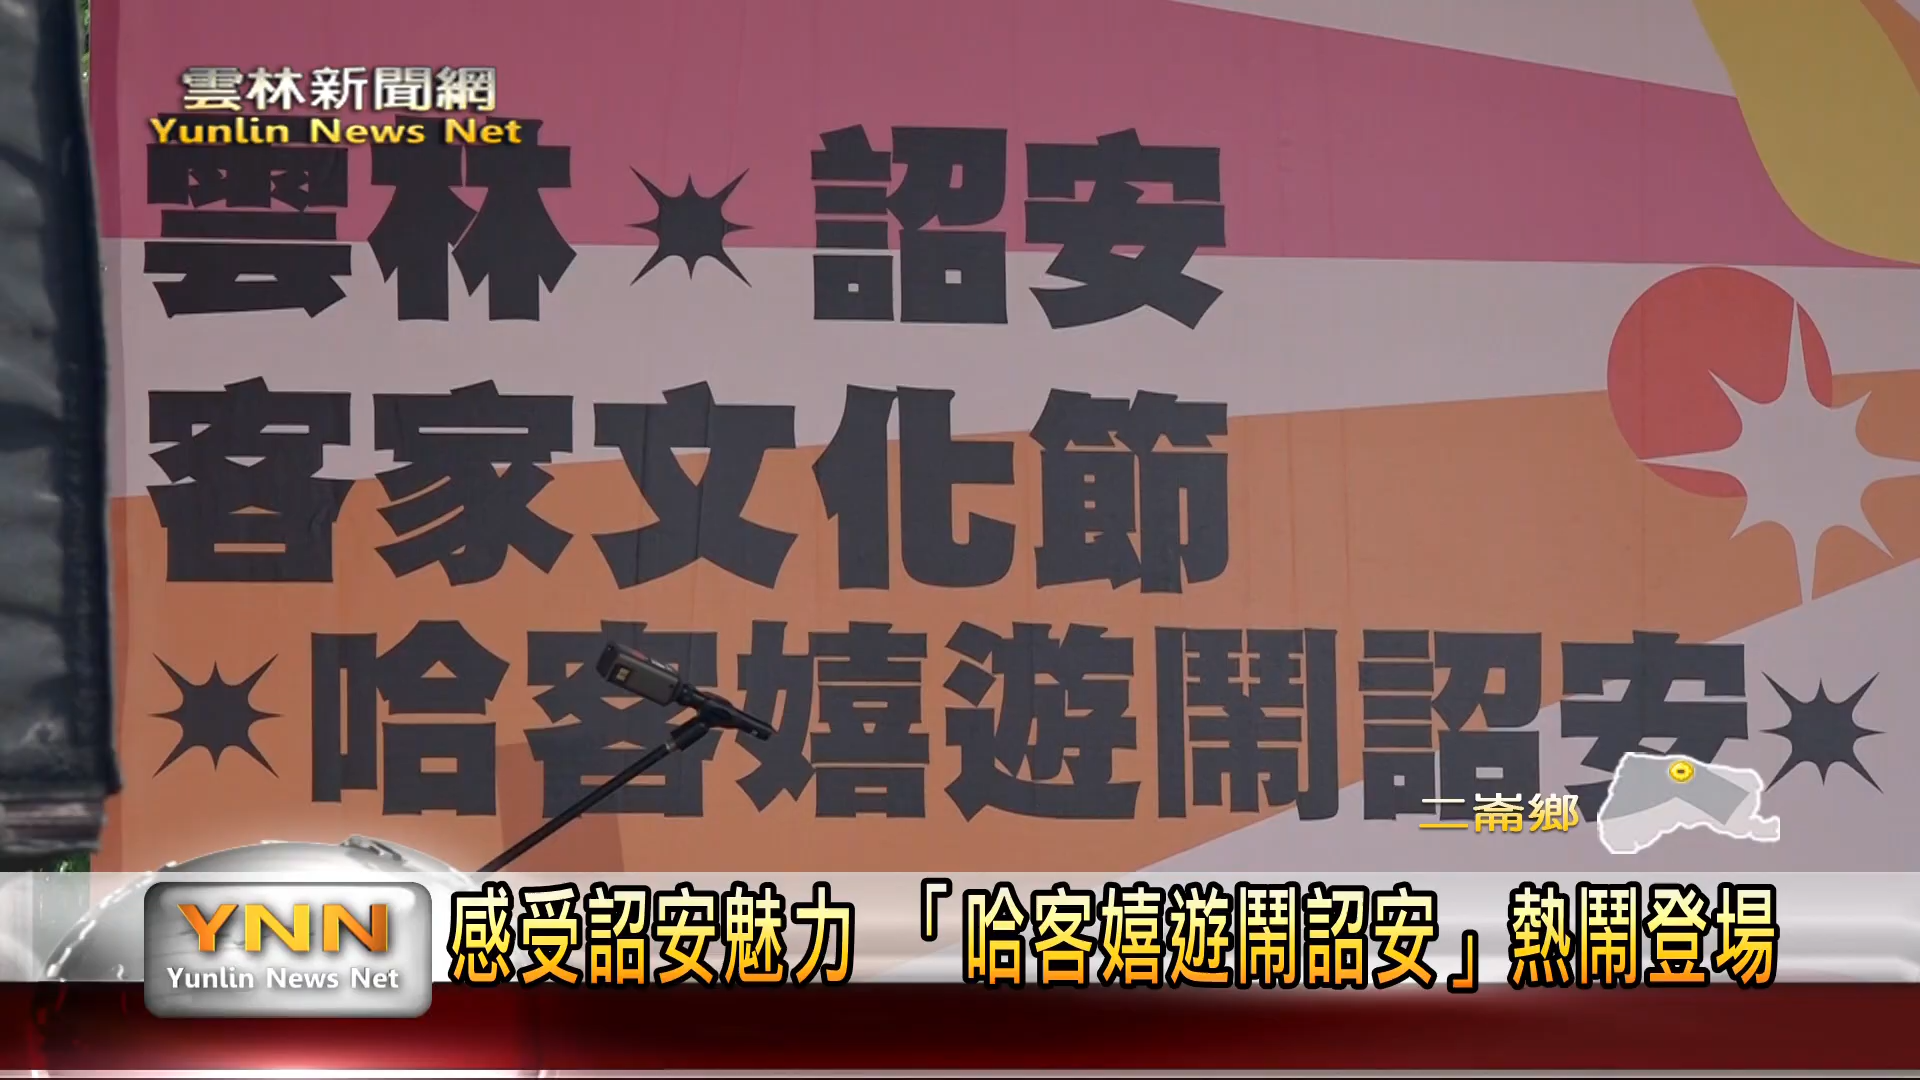 雲林新聞網
Yunlin News Net
雲林 詔安
客家文化節
哈客嬉遊鬧詔安
二崙鄉
感受詔安魅力 「哈客嬉遊鬧詔安」熱鬧登場
YNN
Yunlin News Net